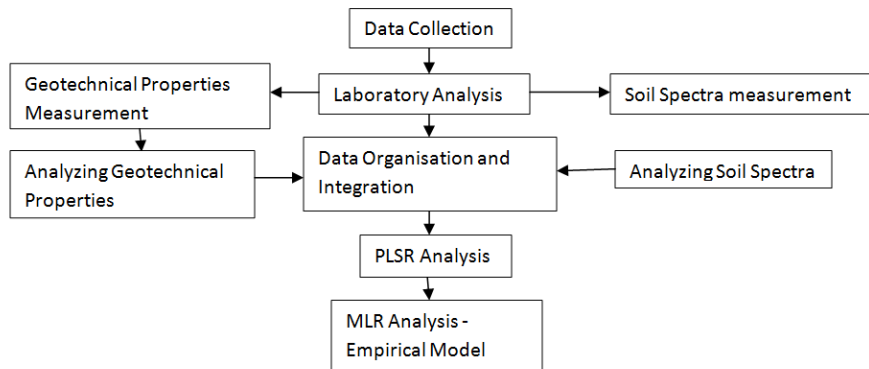 Data Collection
Geotechnical Properties
Measurement
Laboratory Analysis
Soil Spectra measurement
Analyzing Geotechnical
Properties
Data Organisation and
Integration
Analyzing Soil Spectra
PLSR Analysis
MLR Analysis -
Empirical Model